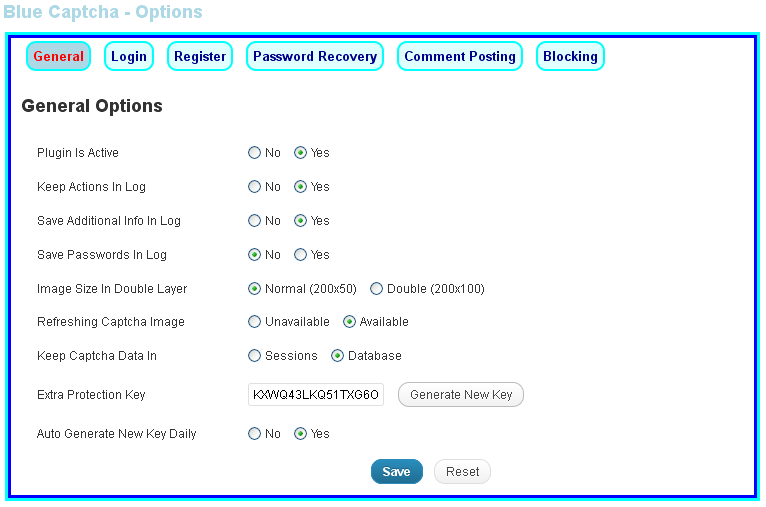 Blue Captcha - Options
General Login Register Password Recovery Comment Posting Blocking
General Options
Plugin Is Active No Yes
Keep Actions In Log No Yes
Save Additional Info In Log No Yes
Save Passwords In Log No Yes
Image Size In Double Layer Normal (200x50) Double (200x100)
Refreshing Captcha Image Unavailable Available
Keep Captcha Data In Sessions Database
Extra Protection Key KXWQ43LKQ51TXG6O Generate New Key
Auto Generate New Key Daily No Yes
Save Reset